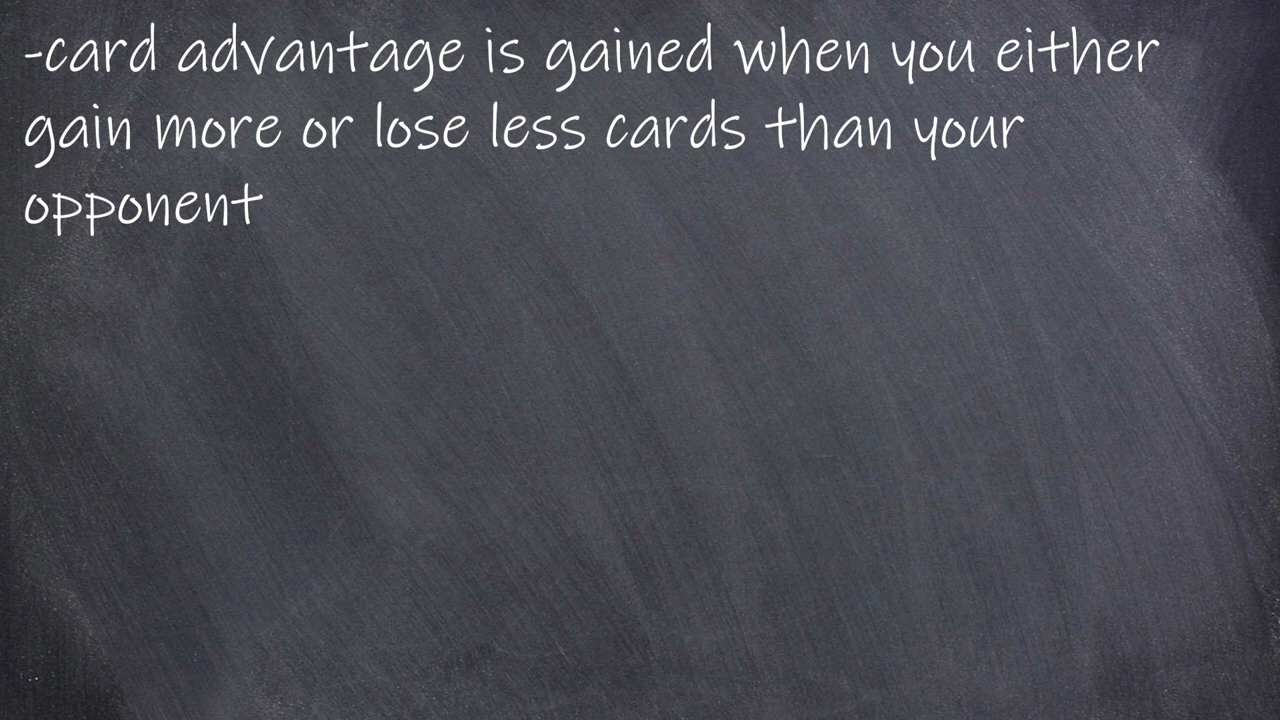 -card advantage is gained when you either
gain more or lose less cards than your
opponent